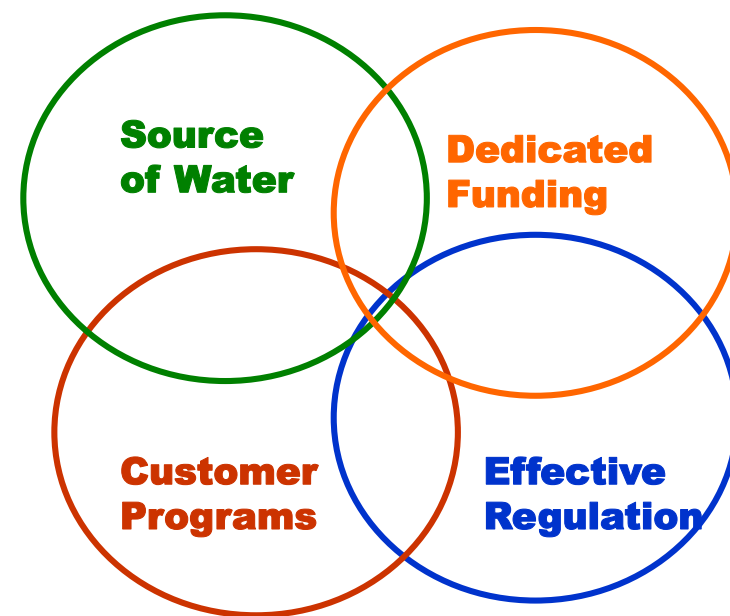 Source
of Water
Dedicated
Funding
Customer
Programs
Effective
Regulation